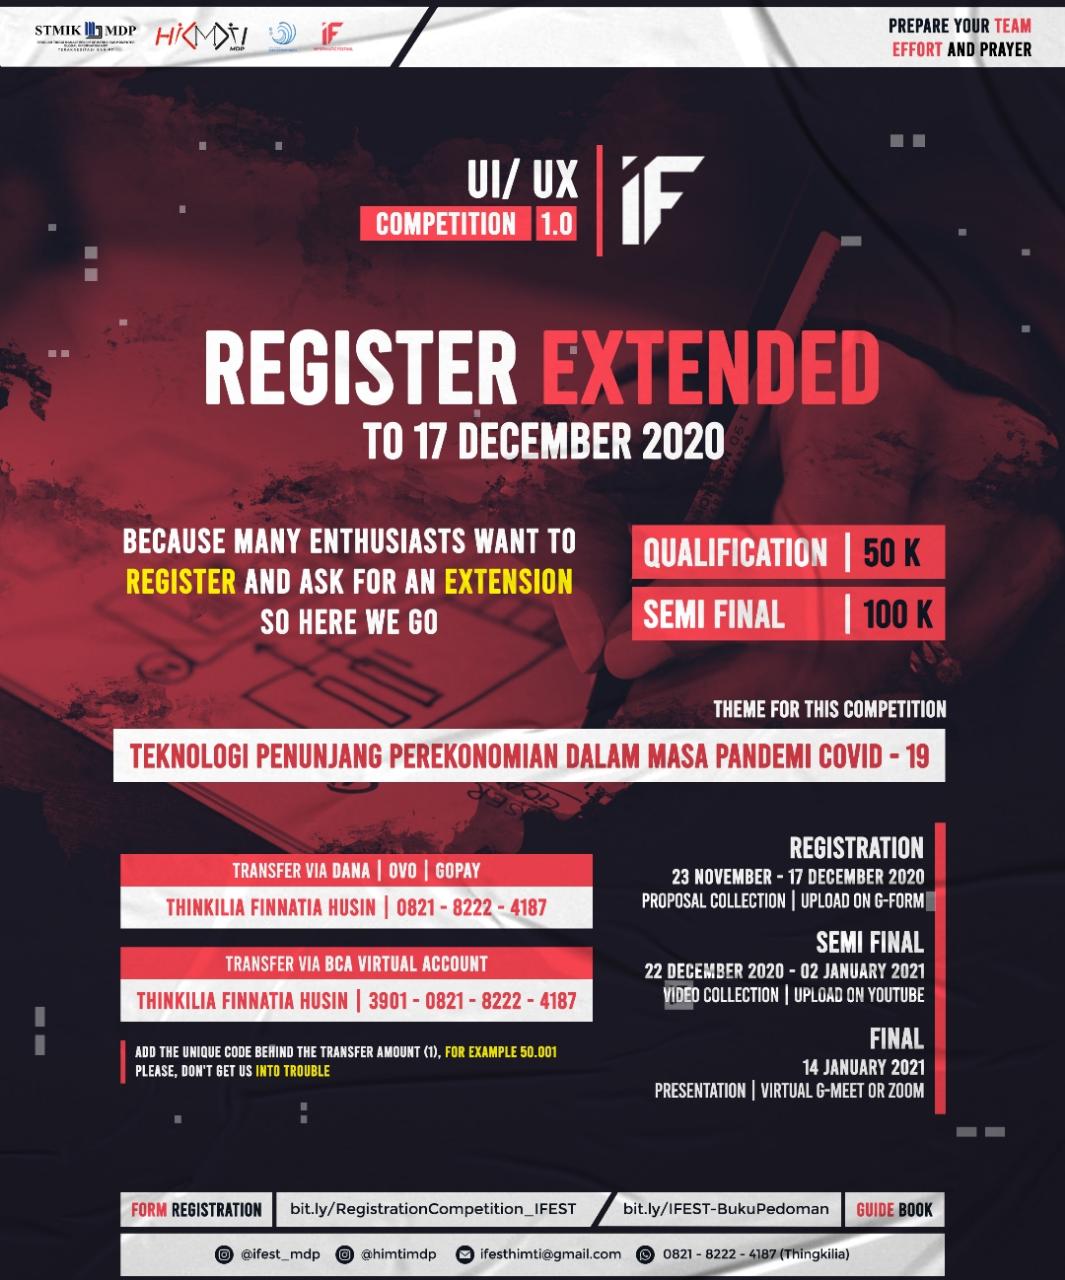 STMIK MDP
HIMDTI
MDP
iF
PREPARE YOUR TEAM
EFFORT AND PRAYER
UI/ UX
COMPETITION 1.0
iF
REGISTER EXTENDED
TO 17 DECEMBER 2020
BECAUSE MANY ENTHUSIASTS WANT TO
REGISTER AND ASK FOR AN EXTENSION
SO HERE WE GO
QUALIFICATION | 50 K
SEMI FINAL | 100 K
THEME FOR THIS COMPETITION
TEKNOLOGI PENUNJANG PEREKONOMIAN DALAM MASA PANDEMI COVID - 19
TRANSFER VIA DANA | OVO | GOPAY
THINKILIA FINNATIA HUSIN | 0821 - 8222 - 4187
TRANSFER VIA BCA VIRTUAL ACCOUNT
THINKILIA FINNATIA HUSIN | 3901 - 0821 - 8222 - 4187
ADD THE UNIQUE CODE BEHIND THE TRANSFER AMOUNT (1), FOR EXAMPLE 50.001
PLEASE, DON'T GET US INTO TROUBLE
REGISTRATION
23 NOVEMBER - 17 DECEMBER 2020
PROPOSAL COLLECTION | UPLOAD ON G-FORM
SEMI FINAL
22 DECEMBER 2020 - 02 JANUARY 2021
VIDEO COLLECTION | UPLOAD ON YOUTUBE
FINAL
14 JANUARY 2021
PRESENTATION | VIRTUAL G-MEET OR ZOOM
FORM REGISTRATION bit.ly/RegistrationCompetition_IFEST bit.ly/IFEST-BukuPedoman GUIDE BOOK
@ifest_mdp @himtimdp ifesthimti@gmail.com 0821 - 8222 - 4187 (Thingkilia)